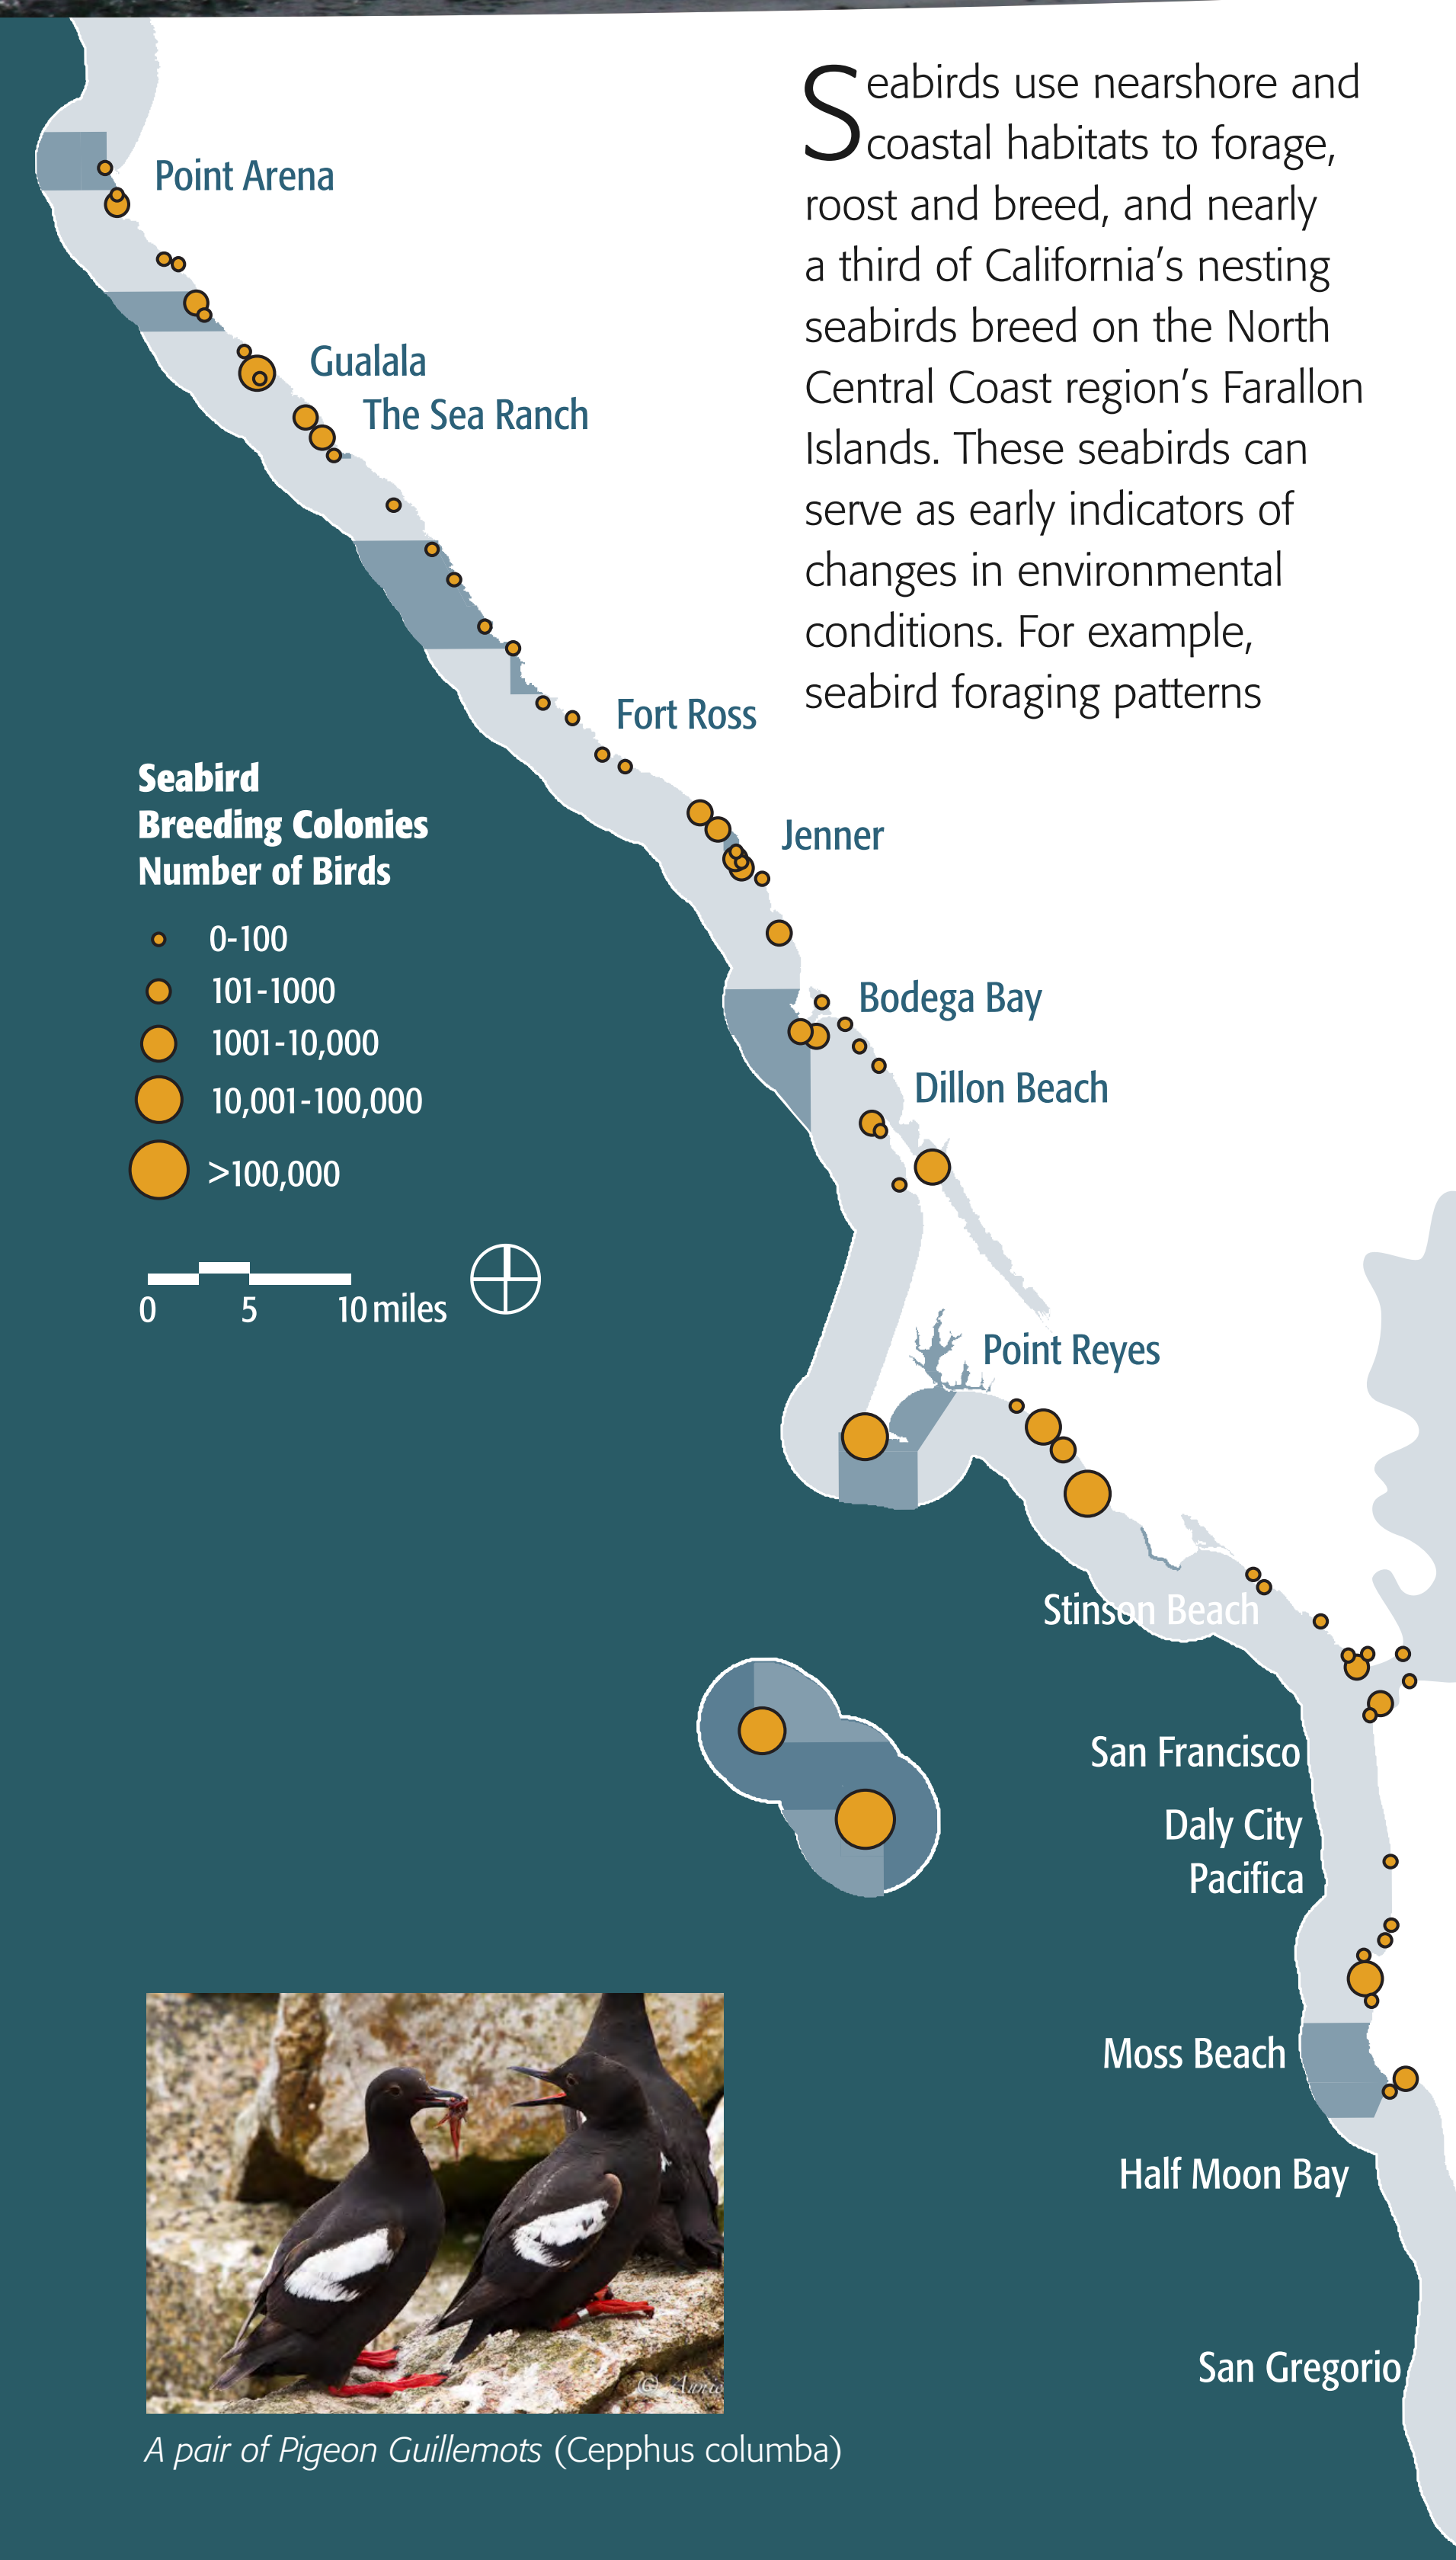 Seabirds use nearshore and
coastal habitats to forage,
roost and breed, and nearly
a third of California's nesting
seabirds breed on the North
Central Coast region's Farallon
Islands. These seabirds can
serve as early indicators of
changes in environmental
conditions. For example,
seabird foraging patterns
Point Arena
Gualala
The Sea Ranch
Fort Ross
Jenner
Bodega Bay
Dillon Beach
Point Reyes
Stinson Beach
San Francisco
Daly City
Pacifica
Moss Beach
Half Moon Bay
San Gregorio
Seabird
Breeding Colonies
Number of Birds
0-100
101-1000
1001-10,000
10,001-100,000
>100,000
0 5 10 miles
© Annie
A pair of Pigeon Guillemots (Cepphus columba)